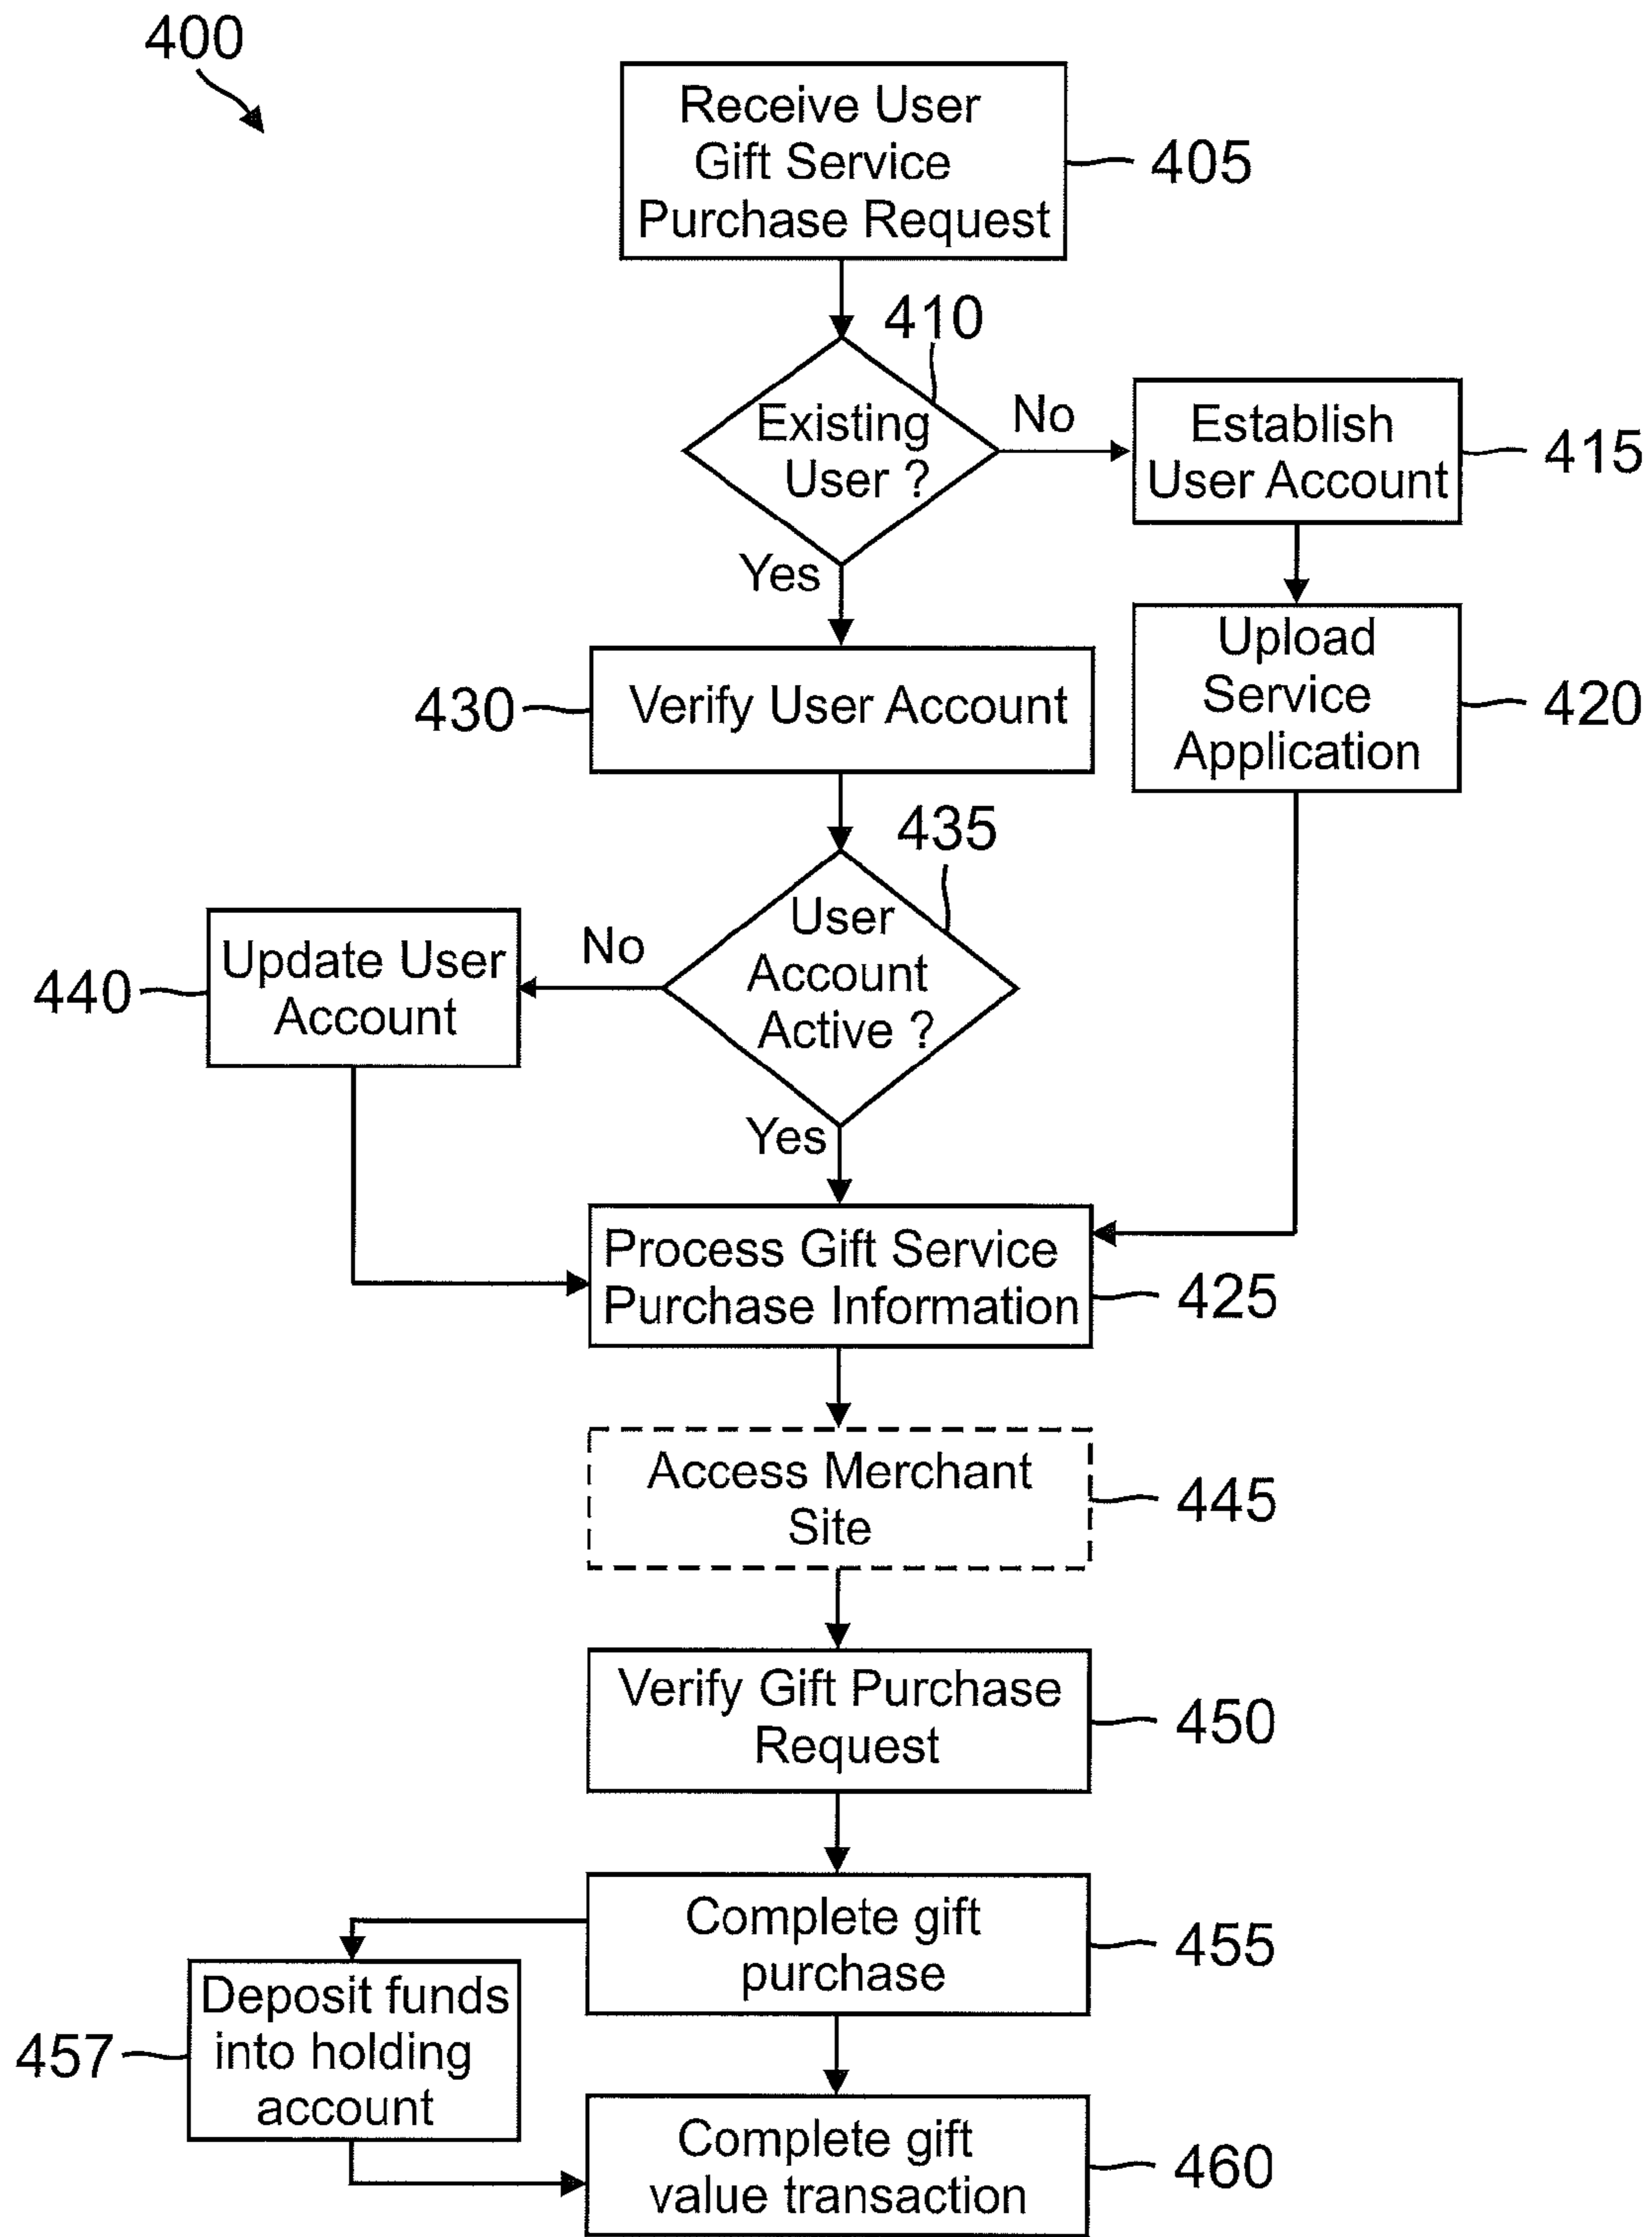 400
Receive User
Gift Service
Purchase Request
405
410
Existing
User ?
No
Establish
User Account
415
Yes
Upload
Service
Application
420
430
Verify User Account
435
User
Account
Active ?
No
Update User
Account
440
Yes
Process Gift Service
Purchase Information
425
Access Merchant
Site
445
Verify Gift Purchase
Request
450
Complete gift
purchase
455
Deposit funds
into holding
account
457
Complete gift
value transaction
460